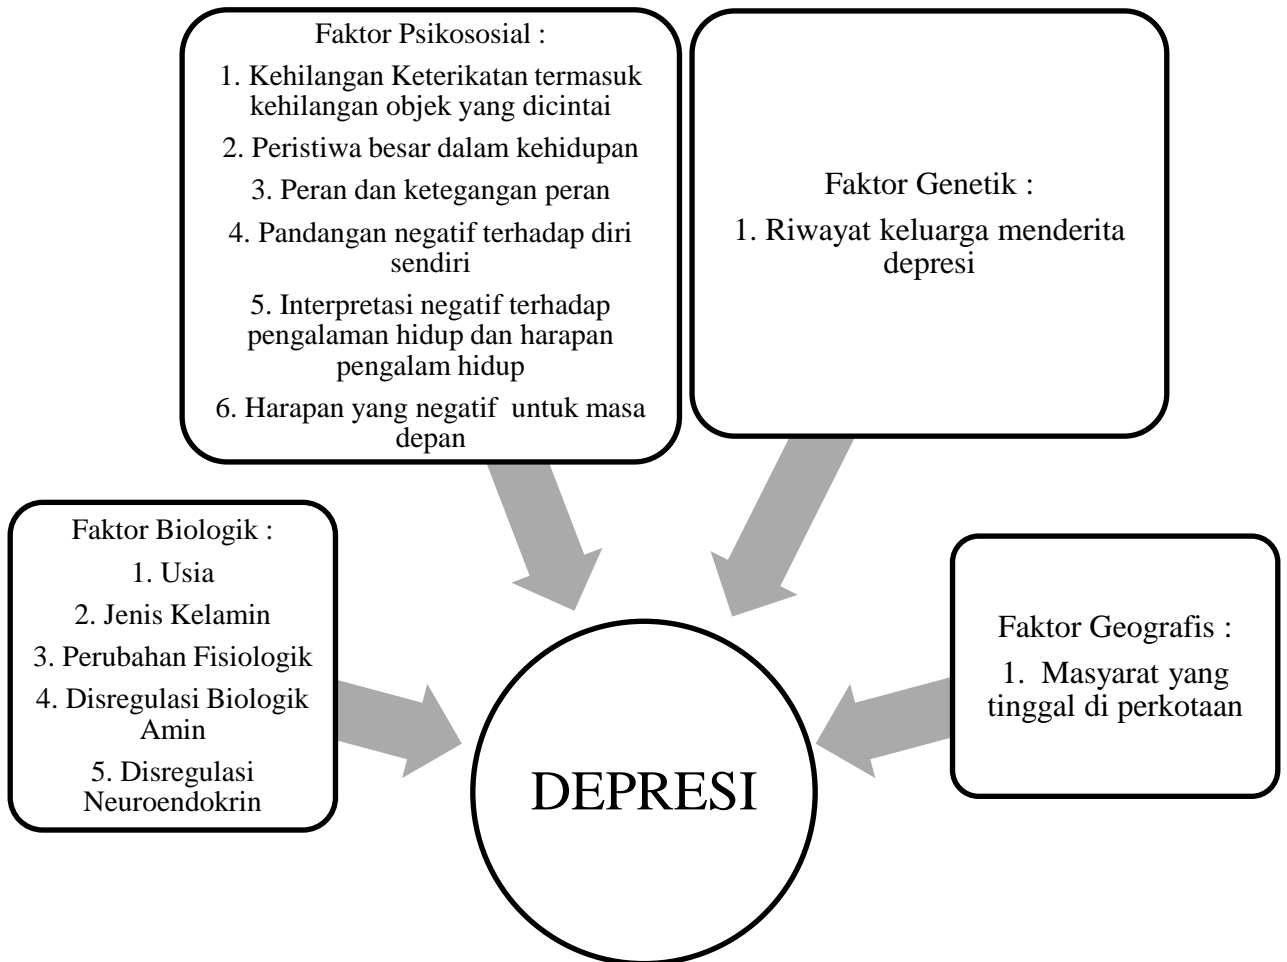 Faktor Psikososial :
1. Kehilangan Keterikatan termasuk
kehilangan objek yang dicintai
2. Peristiwa besar dalam kehidupan
3. Peran dan ketegangan peran
4. Pandangan negatif terhadap diri
sendiri
5. Interpretasi negatif terhadap
pengalaman hidup dan harapan
pengalam hidup
6. Harapan yang negatif  untuk masa
depan
Faktor Genetik :
1. Riwayat keluarga menderita
depresi
Faktor Biologik :
1. Usia
2. Jenis Kelamin
3. Perubahan Fisiologik
4. Disregulasi Biologik
Amin
5. Disregulasi
Neuroendokrin
Faktor Geografis :
1.  Masyarat yang
tinggal di perkotaan
DEPRESI